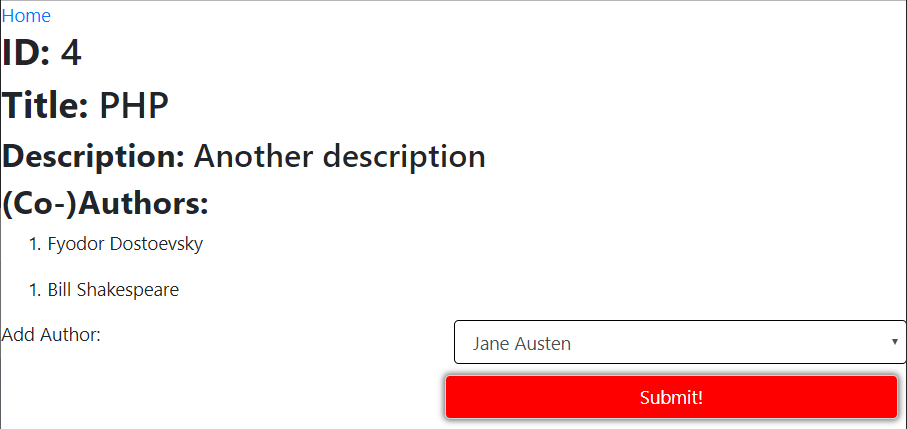 Home
ID: 4
Title: PHP
Description: Another description
(Co-)Authors:
1. Fyodor Dostoevsky
1. Bill Shakespeare
Add Author:
Jane Austen
Submit!